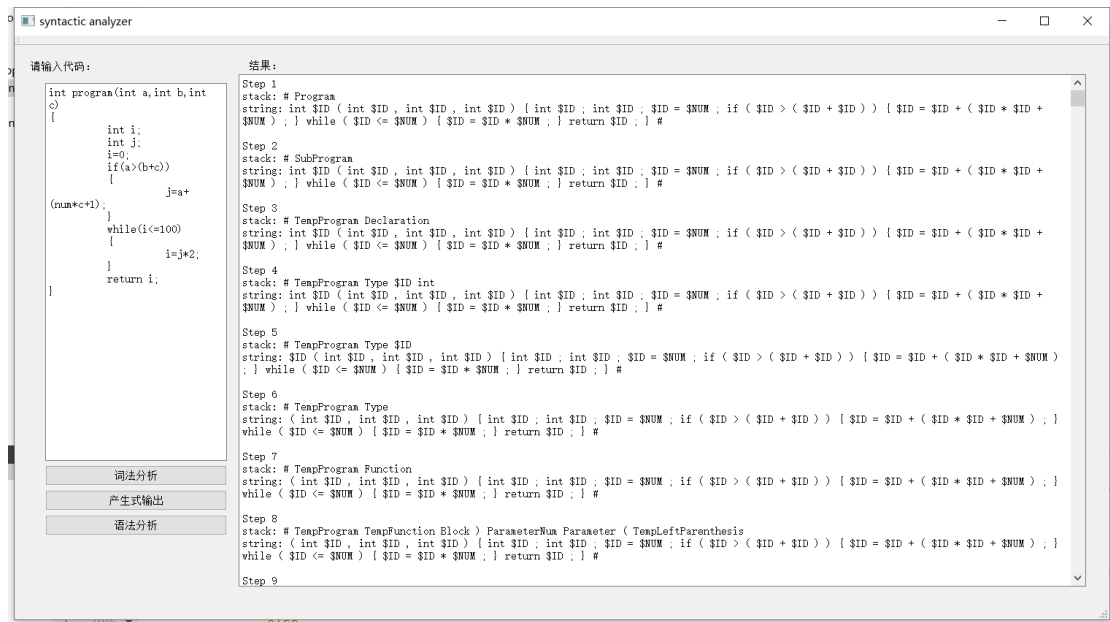 syntactic analyzer
请输入代码:
int program(int a,int b,int
c)
{
int i;
int j;
i=0;
if(a>(b+c))
{
j=a+
(num*c+1);
}
while(i<=100)
{
i=j*2;
}
return i;
}
词法分析
产生式输出
语法分析
结果:
Step 1
stack: # Program
string: int $ID ( int $ID , int $ID , int $ID ) { int $ID ; int $ID ; $ID = $NUM ; if ( $ID > ( $ID + $ID ) ) { $ID = $ID + ( $ID * $ID +
$NUM ) ; } while ( $ID <= $NUM ) { $ID = $ID * $NUM ; } return $ID ; } #
Step 2
stack: # SubProgram
string: int $ID ( int $ID , int $ID , int $ID ) { int $ID ; int $ID ; $ID = $NUM ; if ( $ID > ( $ID + $ID ) ) { $ID = $ID + ( $ID * $ID +
$NUM ) ; } while ( $ID <= $NUM ) { $ID = $ID * $NUM ; } return $ID ; } #
Step 3
stack: # TempProgram Declaration
string: int $ID ( int $ID , int $ID , int $ID ) { int $ID ; int $ID ; $ID = $NUM ; if ( $ID > ( $ID + $ID ) ) { $ID = $ID + ( $ID * $ID +
$NUM ) ; } while ( $ID <= $NUM ) { $ID = $ID * $NUM ; } return $ID ; } #
Step 4
stack: # TempProgram Type $ID int
string: int $ID ( int $ID , int $ID , int $ID ) { int $ID ; int $ID ; $ID = $NUM ; if ( $ID > ( $ID + $ID ) ) { $ID = $ID + ( $ID * $ID +
$NUM ) ; } while ( $ID <= $NUM ) { $ID = $ID * $NUM ; } return $ID ; } #
Step 5
stack: # TempProgram Type $ID
string: $ID ( int $ID , int $ID , int $ID ) { int $ID ; int $ID ; $ID = $NUM ; if ( $ID > ( $ID + $ID ) ) { $ID = $ID + ( $ID * $ID + $NUM )
; } while ( $ID <= $NUM ) { $ID = $ID * $NUM ; } return $ID ; } #
Step 6
stack: # TempProgram Type
string: ( int $ID , int $ID , int $ID ) { int $ID ; int $ID ; $ID = $NUM ; if ( $ID > ( $ID + $ID ) ) { $ID = $ID + ( $ID * $ID + $NUM ) ; }
while ( $ID <= $NUM ) { $ID = $ID * $NUM ; } return $ID ; } #
Step 7
stack: # TempProgram Function
string: ( int $ID , int $ID , int $ID ) { int $ID ; int $ID ; $ID = $NUM ; if ( $ID > ( $ID + $ID ) ) { $ID = $ID + ( $ID * $ID + $NUM ) ; }
while ( $ID <= $NUM ) { $ID = $ID * $NUM ; } return $ID ; } #
Step 8
stack: # TempProgram TempFunction Block ) ParameterNum Parameter ( TempLeftParenthesis
string: ( int $ID , int $ID , int $ID ) { int $ID ; int $ID ; $ID = $NUM ; if ( $ID > ( $ID + $ID ) ) { $ID = $ID + ( $ID * $ID + $NUM ) ; }
while ( $ID <= $NUM ) { $ID = $ID * $NUM ; } return $ID ; } #
Step 9